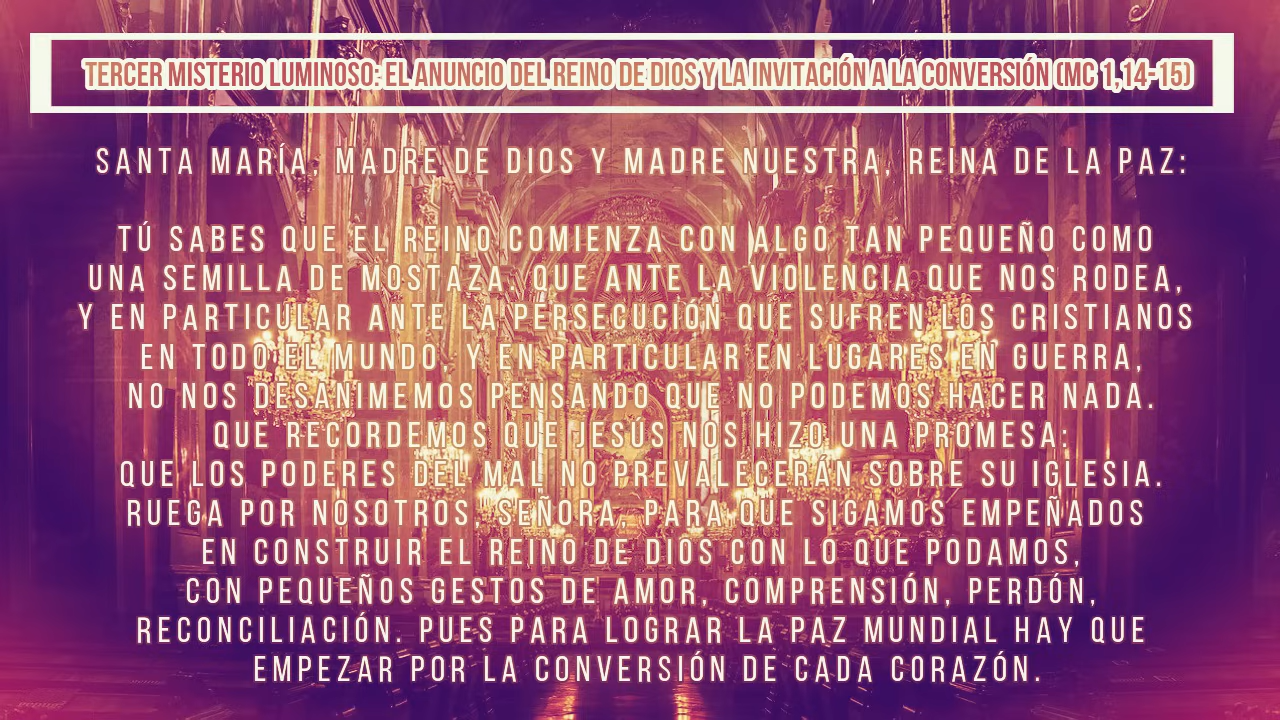 TERCER MISTERIO LUMINOSO: EL ANUNCIO DEL REINO DE DIOS Y LA INVITACIÓN A LA CONVERSIÓN (MC 1,14-15)
SANTA MARÍA, MADRE DE DIOS Y MADRE NUESTRA, REINA DE LA PAZ:
TÚ SABES QUE EL REINO COMIENZA CON ALGO TAN PEQUEÑO COMO
UNA SEMILLA DE MOSTAZA. QUE ANTE LA VIOLENCIA QUE NOS RODEA,
Y EN PARTICULAR ANTE LA PERSECUCIÓN QUE SUFREN LOS CRISTIANOS
EN TODO EL MUNDO, Y EN PARTICULAR EN LUGARES EN GUERRA,
NO NOS DESANIMEMOS PENSANDO QUE NO PODEMOS HACER NADA.
QUE RECORDEMOS QUE JESÚS NOS HIZO UNA PROMESA:
QUE LOS PODERES DEL MAL NO PREVALECERÁN SOBRE SU IGLESIA.
RUEGA POR NOSOTROS, SEÑORA, PARA QUE SIGAMOS EMPEÑADOS
EN CONSTRUIR EL REINO DE DIOS CON LO QUE PODAMOS,
CON PEQUEÑOS GESTOS DE AMOR, COMPRENSIÓN, PERDÓN,
RECONCILIACIÓN. PUES PARA LOGRAR LA PAZ MUNDIAL HAY QUE
EMPEZAR POR LA CONVERSIÓN DE CADA CORAZÓN.